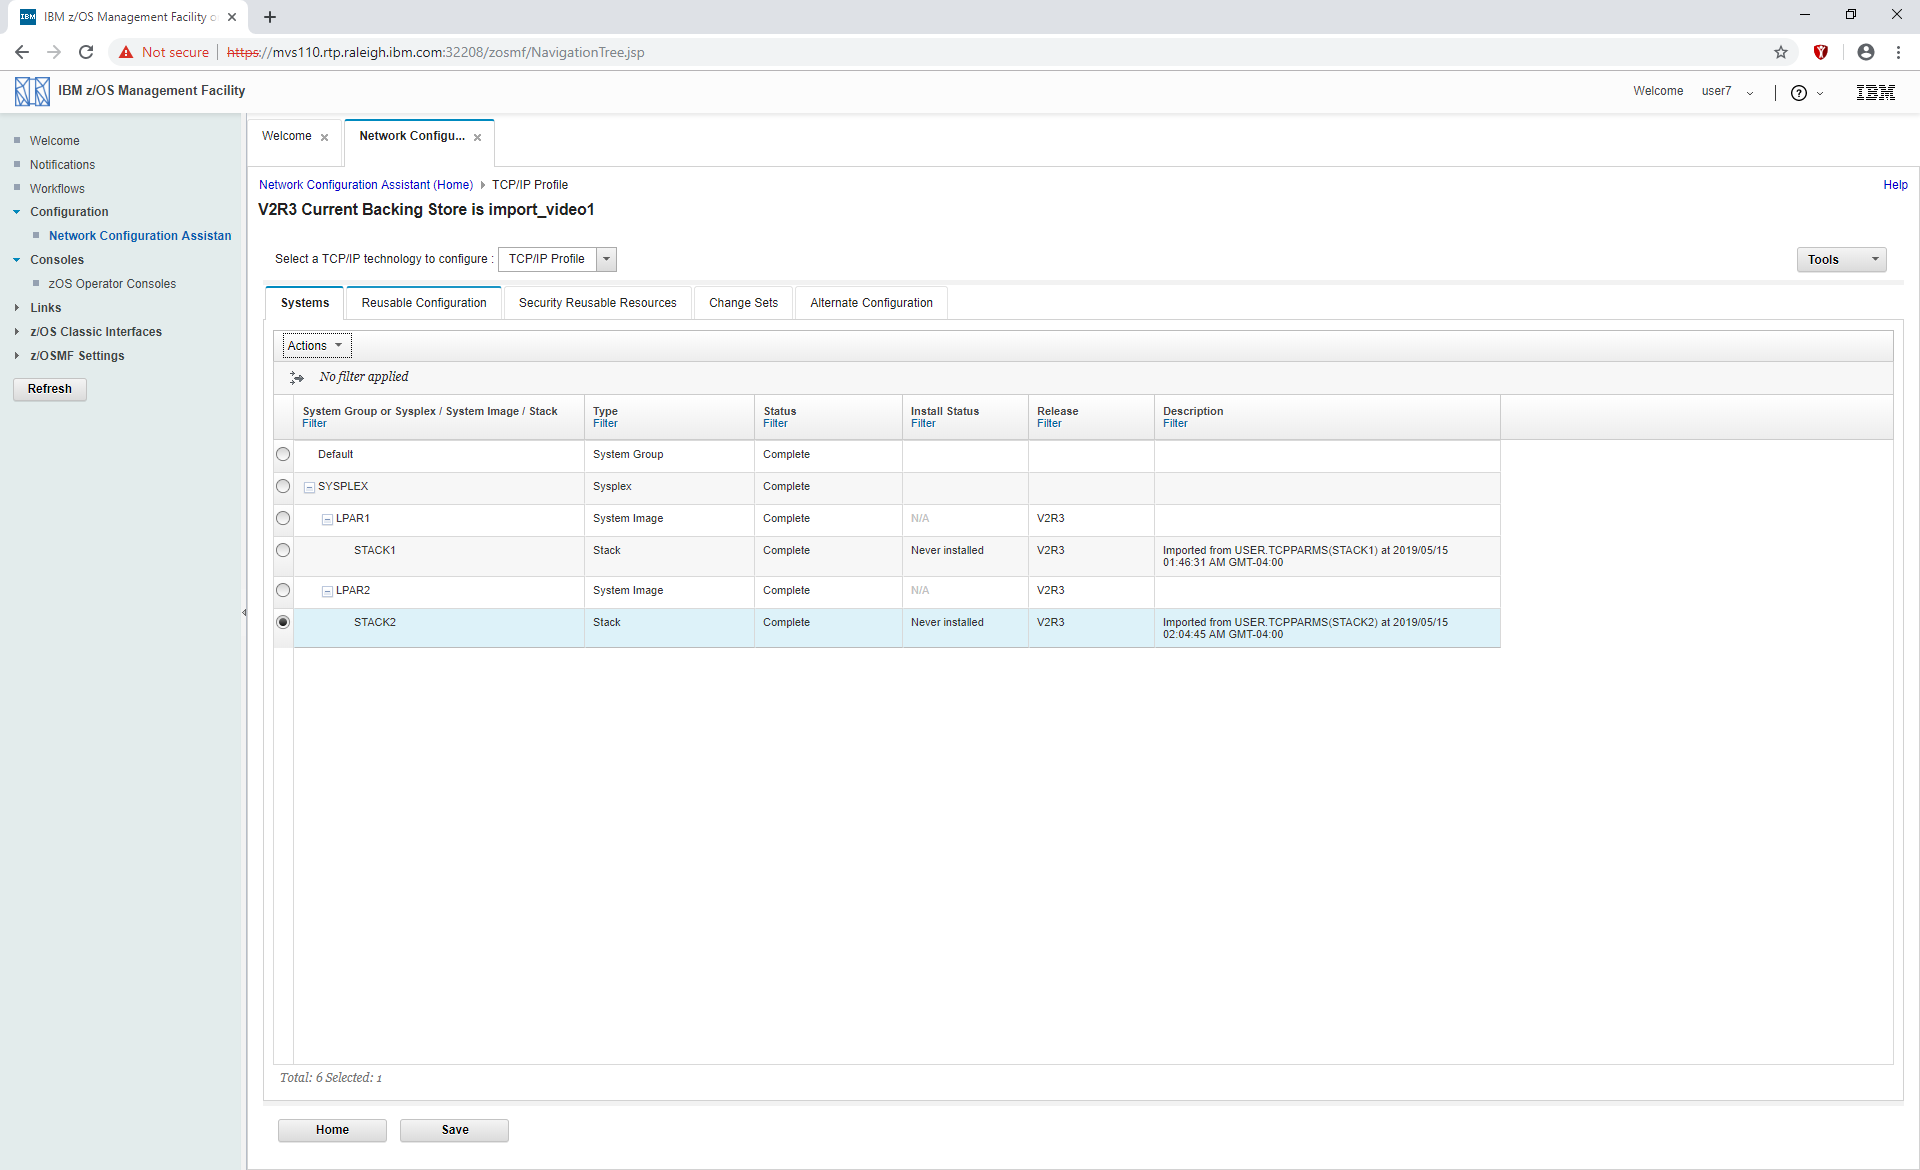 IBM
IBM z/OS Management Facility o
Not secure
https://mvs110.rtp.raleigh.ibm.com:32208/zosmf/NavigationTree.jsp
IBM z/OS Management Facility
Welcome user7
?
IBM
Welcome
Notifications
Workflows
Configuration
Network Configuration Assistan
Consoles
zOS Operator Consoles
Links
z/OS Classic Interfaces
z/OSMF Settings
Refresh
Welcome
Network Configu...
Network Configuration Assistant (Home) TCP/IP Profile
Help
V2R3 Current Backing Store is import_video1
Select a TCP/IP technology to configure : TCP/IP Profile
Tools
Systems Reusable Configuration Security Reusable Resources Change Sets Alternate Configuration
Actions
No filter applied
System Group or Sysplex / System Image / Stack Type Status Install Status Release Description
Filter Filter Filter Filter Filter Filter
Default System Group Complete
SYSPLEX Sysplex Complete
LPAR1 System Image Complete N/A V2R3
STACK1 Stack Complete Never installed V2R3 Imported from USER.TCPPARMS(STACK1) at 2019/05/15
01:46:31 AM GMT-04:00
LPAR2 System Image Complete N/A V2R3
STACK2 Stack Complete Never installed V2R3 Imported from USER.TCPPARMS(STACK2) at 2019/05/15
02:04:45 AM GMT-04:00
Total: 6 Selected: 1
Home Save